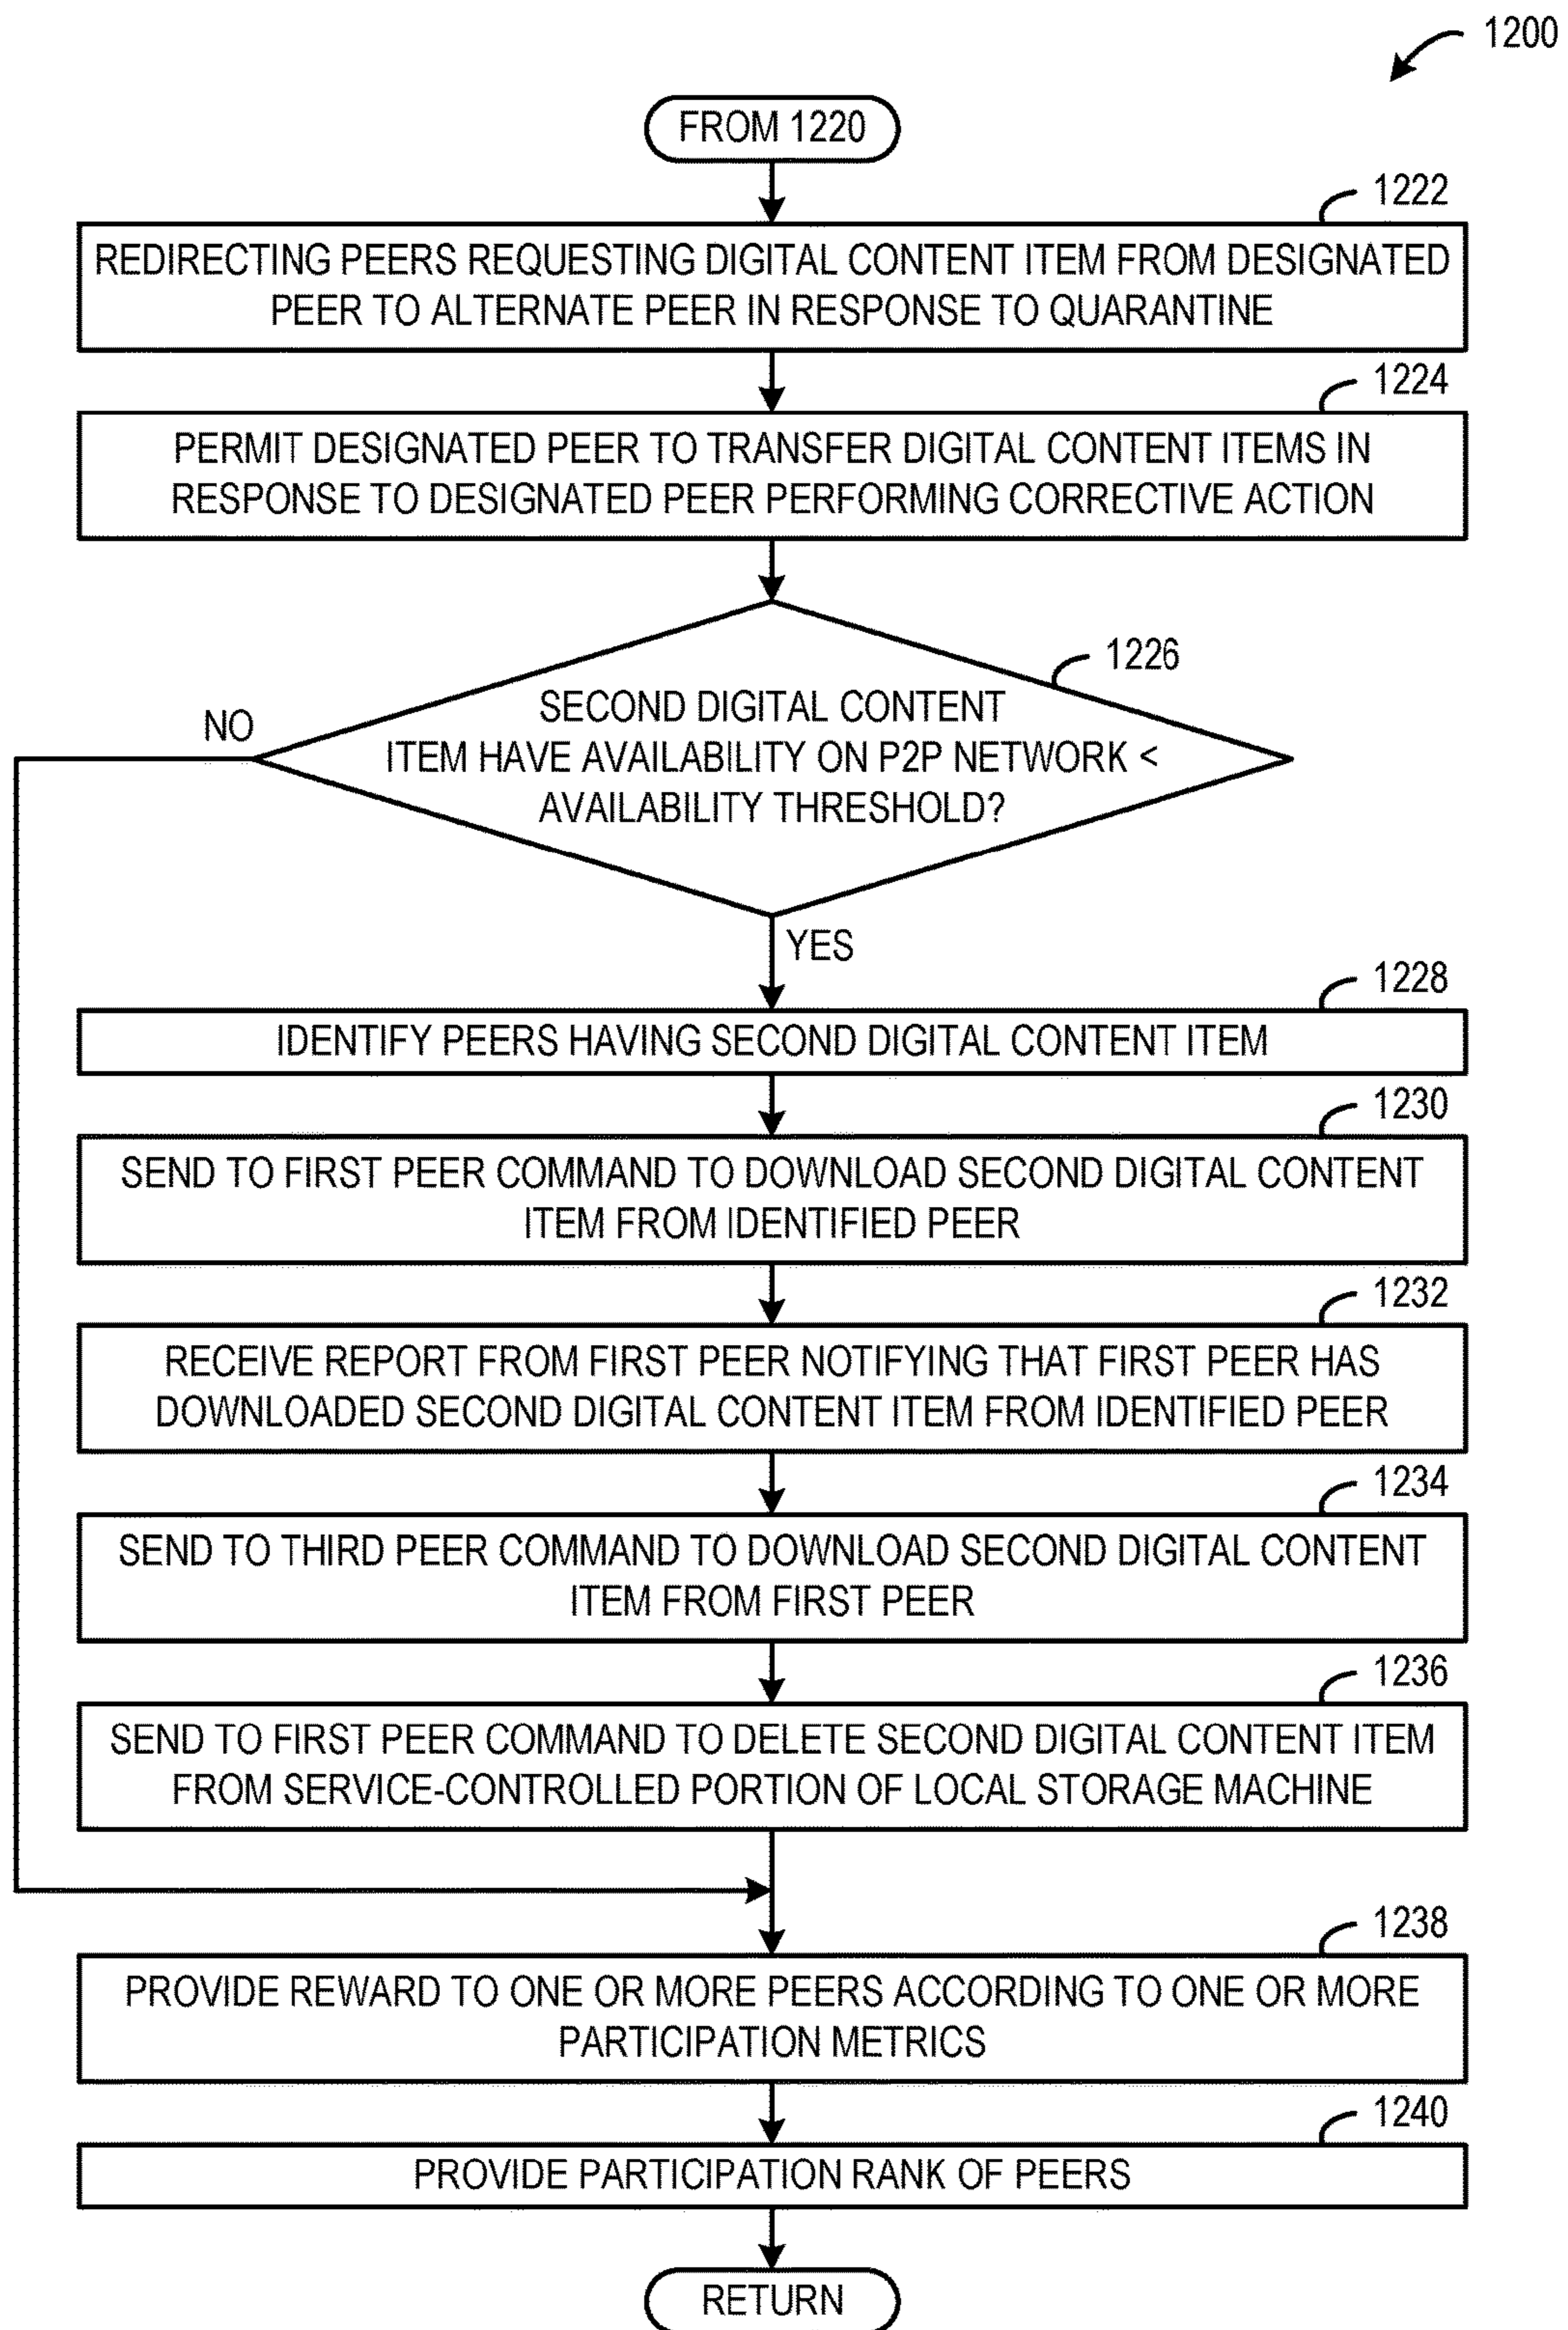 1200
FROM 1220
1222
REDIRECTING PEERS REQUESTING DIGITAL CONTENT ITEM FROM DESIGNATED
PEER TO ALTERNATE PEER IN RESPONSE TO QUARANTINE
1224
PERMIT DESIGNATED PEER TO TRANSFER DIGITAL CONTENT ITEMS IN
RESPONSE TO DESIGNATED PEER PERFORMING CORRECTIVE ACTION
1226
SECOND DIGITAL CONTENT
ITEM HAVE AVAILABILITY ON P2P NETWORK <
AVAILABILITY THRESHOLD?
NO
YES
1228
IDENTIFY PEERS HAVING SECOND DIGITAL CONTENT ITEM
1230
SEND TO FIRST PEER COMMAND TO DOWNLOAD SECOND DIGITAL CONTENT
ITEM FROM IDENTIFIED PEER
1232
RECEIVE REPORT FROM FIRST PEER NOTIFYING THAT FIRST PEER HAS
DOWNLOADED SECOND DIGITAL CONTENT ITEM FROM IDENTIFIED PEER
1234
SEND TO THIRD PEER COMMAND TO DOWNLOAD SECOND DIGITAL CONTENT
ITEM FROM FIRST PEER
1236
SEND TO FIRST PEER COMMAND TO DELETE SECOND DIGITAL CONTENT ITEM
FROM SERVICE-CONTROLLED PORTION OF LOCAL STORAGE MACHINE
1238
PROVIDE REWARD TO ONE OR MORE PEERS ACCORDING TO ONE OR MORE
PARTICIPATION METRICS
1240
PROVIDE PARTICIPATION RANK OF PEERS
RETURN